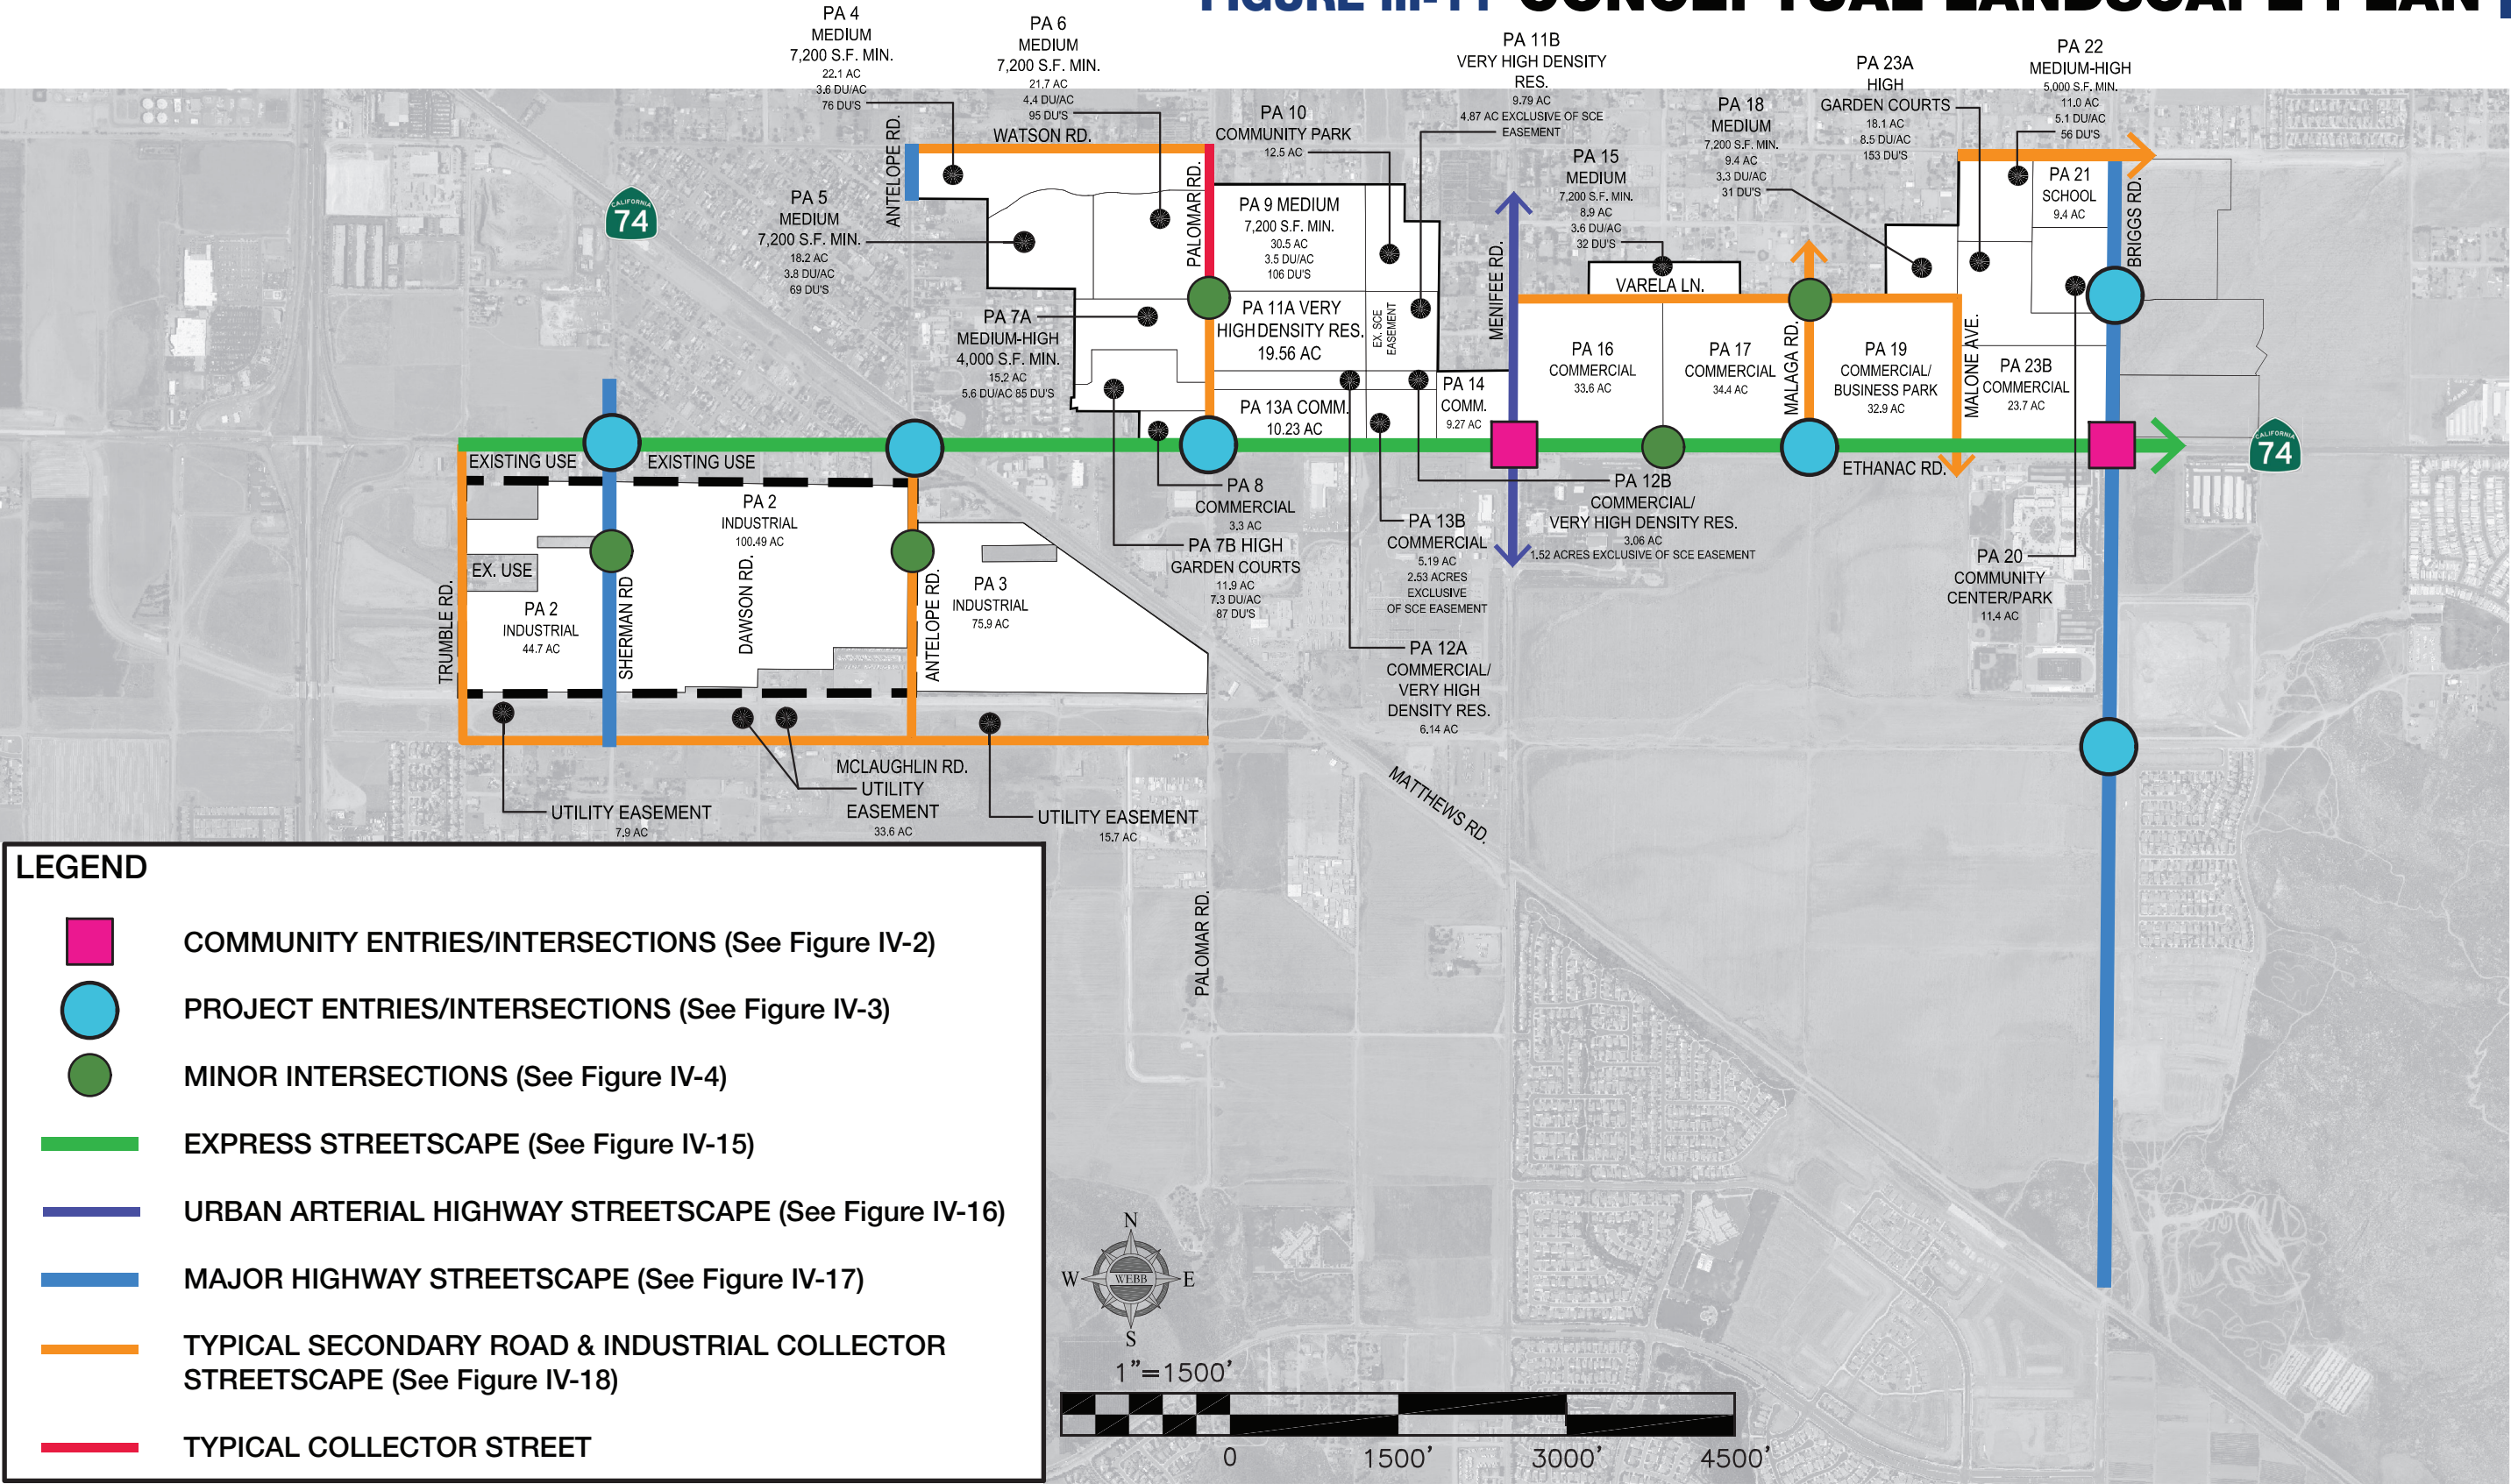 FIGURE III-11 CONCEPTUAL LANDSCAPE PLAN
PA 4
MEDIUM
7,200 S.F. MIN.
22.1 AC
3.6 DU/AC
76 DU'S
PA 6
MEDIUM
7,200 S.F. MIN.
21.7 AC
4.4 DU/AC
95 DU'S
PA 11B
VERY HIGH DENSITY
RES.
9.79 AC
4.87 AC EXCLUSIVE OF SCE
EASEMENT
PA 23A
HIGH
GARDEN COURTS
18.1 AC
8.5 DU/AC
153 DU'S
PA 22
MEDIUM-HIGH
5,000 S.F. MIN.
11.0 AC
5.1 DU/AC
56 DU'S
PA 10
COMMUNITY PARK
12.5 AC
PA 18
MEDIUM
7,200 S.F. MIN.
9.4 AC
3.3 DU/AC
31 DU'S
PA 15
MEDIUM
7,200 S.F. MIN.
8.9 AC
3.6 DU/AC
32 DU'S
ANTELOPE RD.
WATSON RD.
PALOMAR RD.
CALIFORNIA
74
PA 5
MEDIUM
7,200 S.F. MIN.
18.2 AC
3.8 DU/AC
69 DU'S
PA 9 MEDIUM
7,200 S.F. MIN.
30.5 AC
3.5 DU/AC
106 DU'S
PA 21
SCHOOL
9.4 AC
BRIGGS RD.
MENIFEE RD.
VARELA LN.
PA 7A
MEDIUM-HIGH
4,000 S.F. MIN.
15.2 AC
5.6 DU/AC 85 DU'S
PA 11A VERY
HIGH DENSITY RES.
19.56 AC
EX. SCE
EASEMENT
PA 16
COMMERCIAL
33.6 AC
PA 17
COMMERCIAL
34.4 AC
MALAGA RD.
PA 19
COMMERCIAL/
BUSINESS PARK
32.9 AC
MALONE AVE.
PA 23B
COMMERCIAL
23.7 AC
PA 13A COMM.
10.23 AC
PA 14
COMM.
9.27 AC
EXISTING USE
EXISTING USE
ETHANAC RD.
CALIFORNIA
74
PA 8
COMMERCIAL
3.3 AC
PA 7B HIGH
GARDEN COURTS
11.9 AC
7.3 DU/AC
87 DU'S
PA 13B
COMMERCIAL
5.19 AC
2.53 ACRES
EXCLUSIVE
OF SCE EASEMENT
PA 12B
COMMERCIAL/
VERY HIGH DENSITY RES.
3.06 AC
1.52 ACRES EXCLUSIVE OF SCE EASEMENT
PA 12A
COMMERCIAL/
VERY HIGH
DENSITY RES.
6.14 AC
PA 20
COMMUNITY
CENTER/PARK
11.4 AC
TRUMBLE RD.
EX. USE
PA 2
INDUSTRIAL
44.7 AC
SHERMAN RD
PA 2
INDUSTRIAL
100.49 AC
DAWSON RD.
ANTELOPE RD.
PA 3
INDUSTRIAL
75.9 AC
UTILITY EASEMENT
7.9 AC
MCLAUGHLIN RD.
UTILITY
EASEMENT
33.6 AC
UTILITY EASEMENT
15.7 AC
MATTHEWS RD.
PALOMAR RD.
LEGEND
COMMUNITY ENTRIES/INTERSECTIONS (See Figure IV-2)
PROJECT ENTRIES/INTERSECTIONS (See Figure IV-3)
MINOR INTERSECTIONS (See Figure IV-4)
EXPRESS STREETSCAPE (See Figure IV-15)
URBAN ARTERIAL HIGHWAY STREETSCAPE (See Figure IV-16)
MAJOR HIGHWAY STREETSCAPE (See Figure IV-17)
TYPICAL SECONDARY ROAD & INDUSTRIAL COLLECTOR
STREETSCAPE (See Figure IV-18)
TYPICAL COLLECTOR STREET
N
W
WEBB
E
S
1"=1500'
0 1500' 3000' 4500'